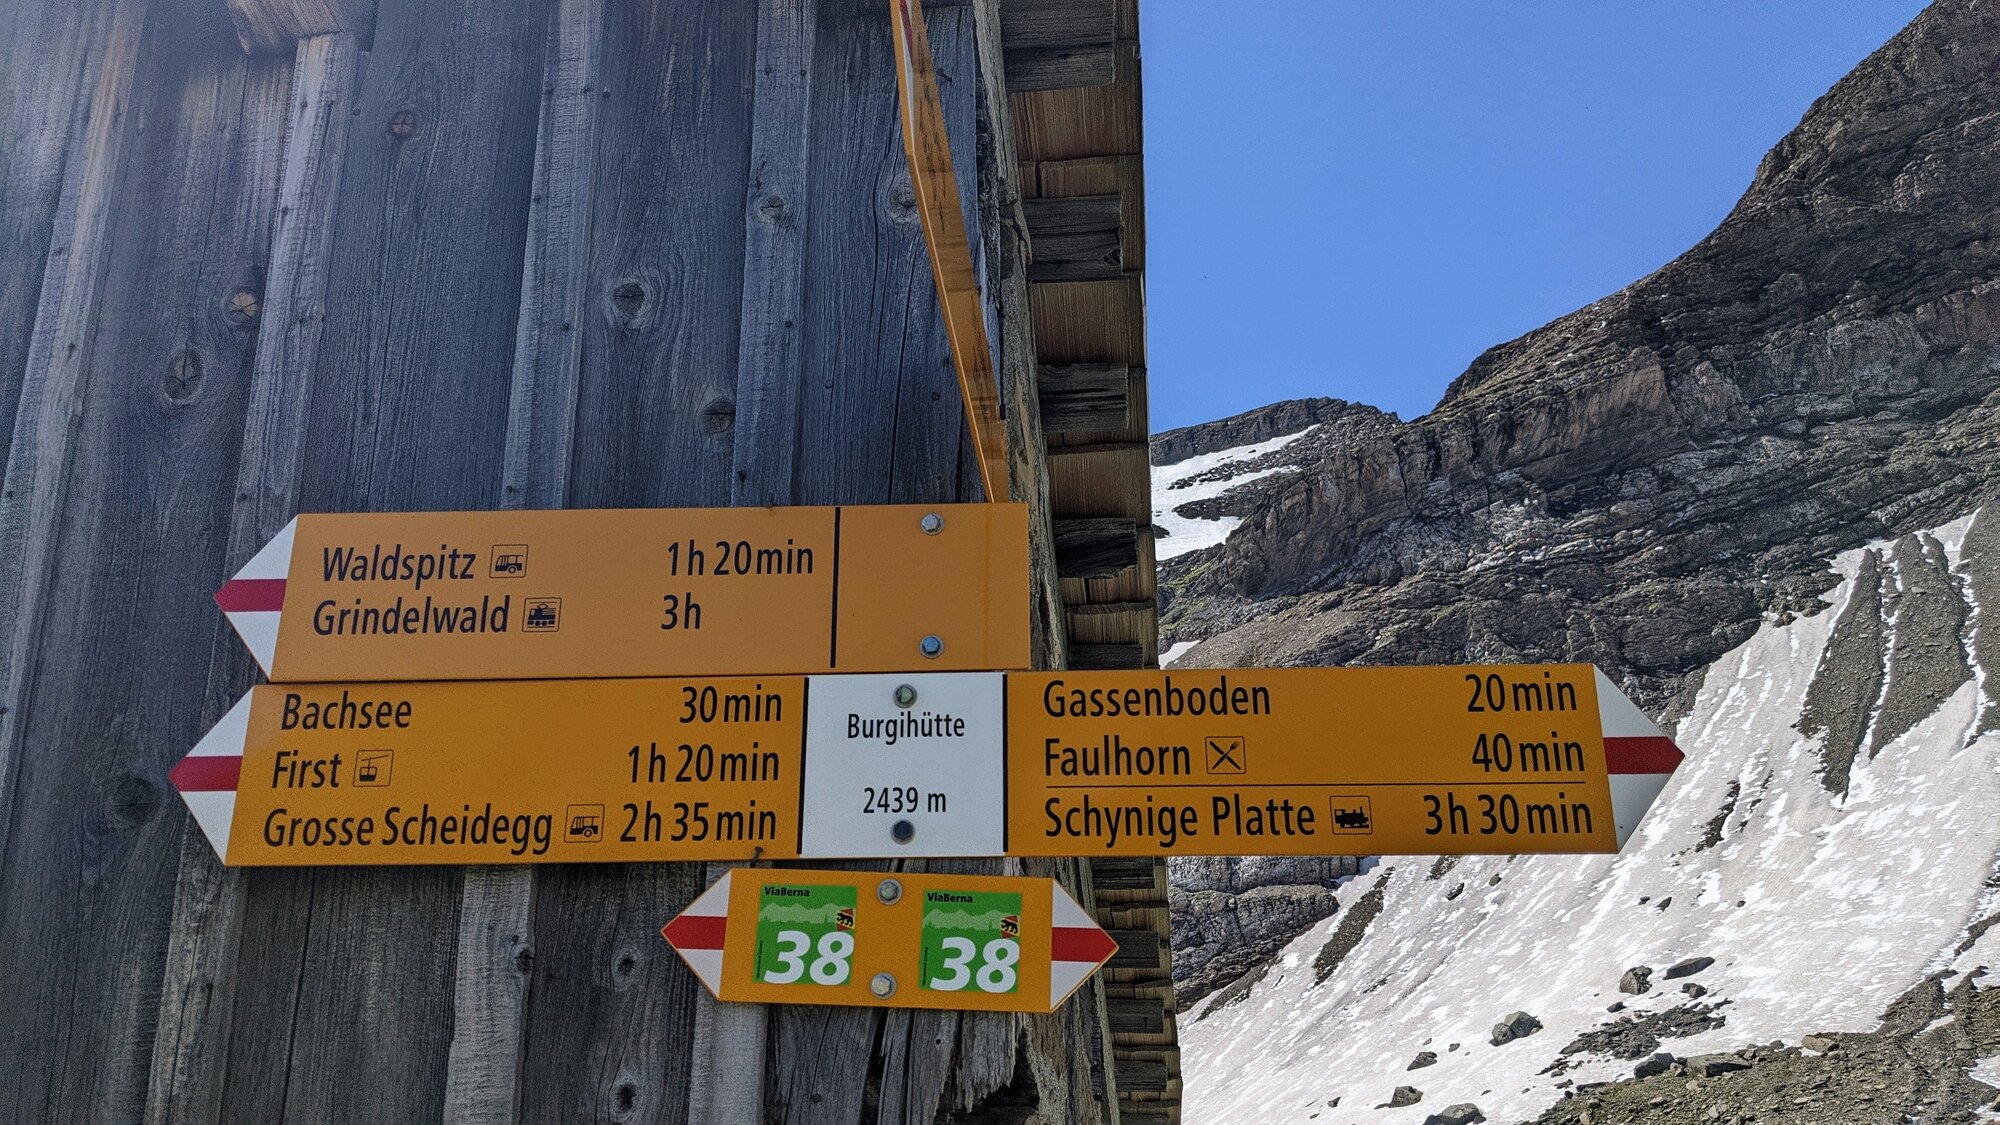 Waldspitz 1h 20min
Grindelwald 3h
Bachsee 30min
First 1h 20min
Grosse Scheidegg 2h 35min
Burgihütte
2439 m
Gassenboden 20min
Faulhorn 40min
Schynige Platte 3h 30min
ViaBerna
38
ViaBerna
38